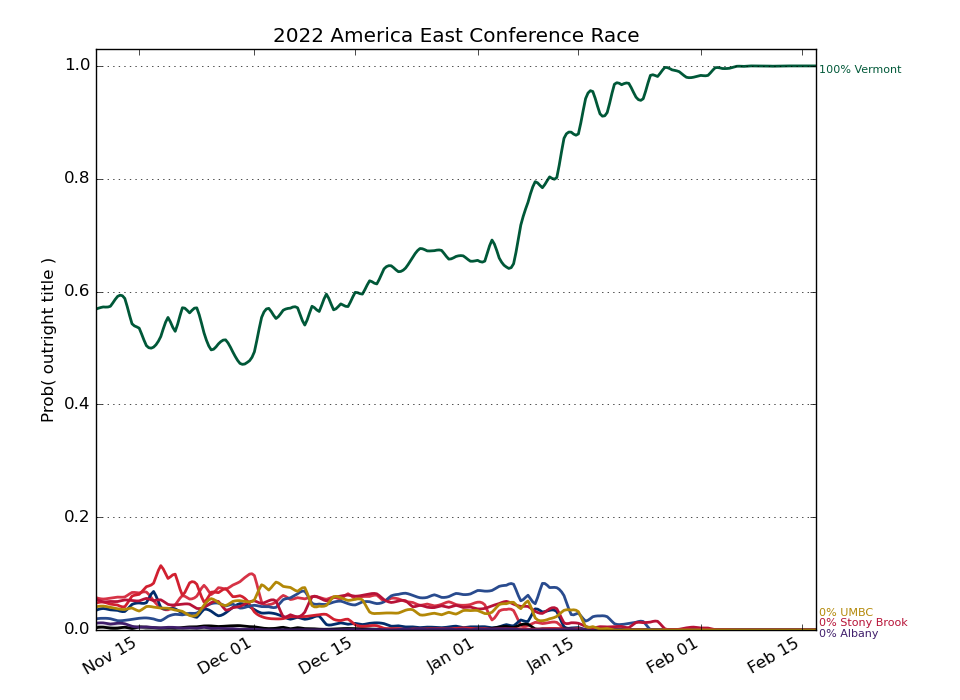 2022 America East Conference Race
Prob( outright title )
1.0
0.8
0.6
0.4
0.2
0.0
Nov 15
Dec 01
Dec 15
Jan 01
Jan 15
Feb 01
Feb 15
100% Vermont
0% UMBC
0% Stony Brook
0% Albany